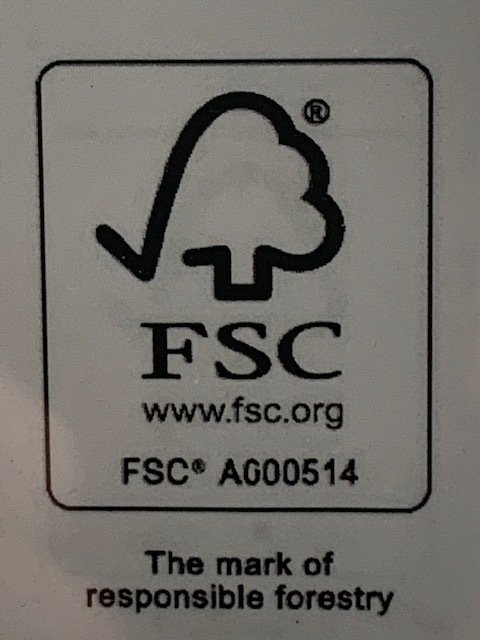 ®
FSC
www.fsc.org
FSC® A000514
The mark of
responsible forestry